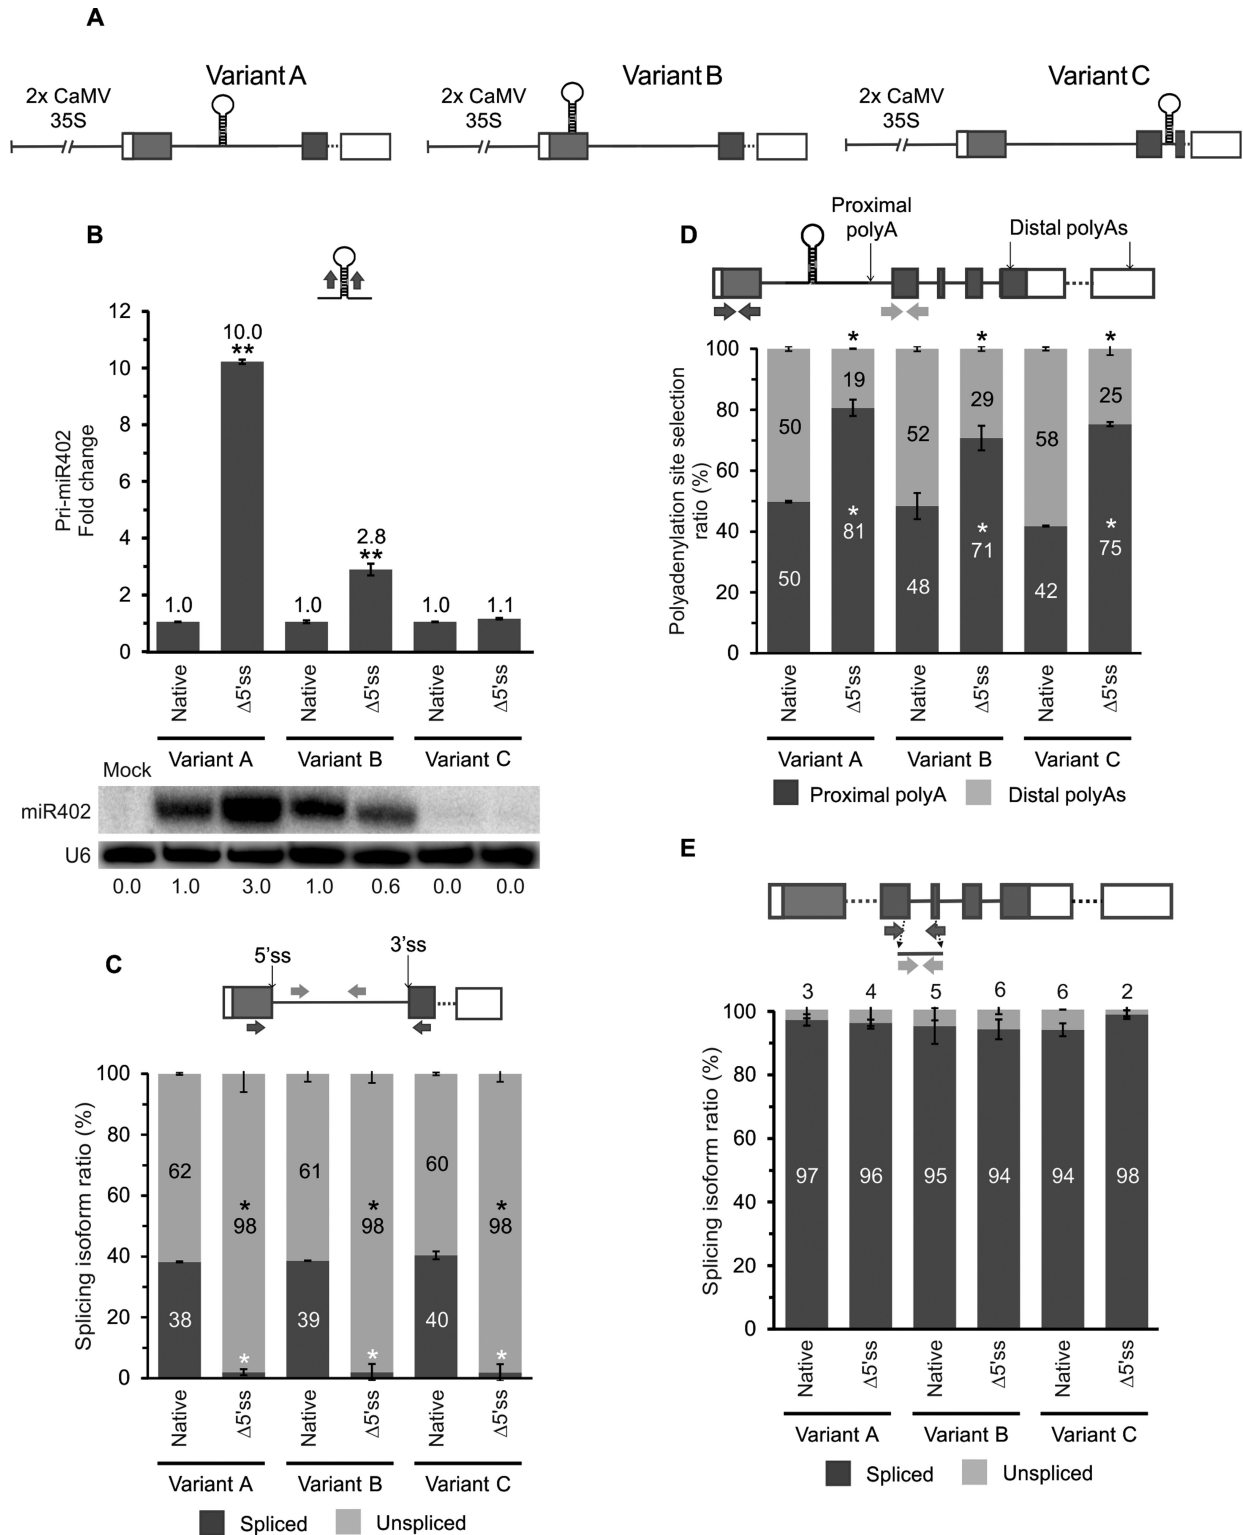 A
Variant A
Variant B
Variant C
2x CaMV
35S
2x CaMV
35S
2x CaMV
35S
B
12
10
8
6
4
2
0
Pri-miR402
Fold change
1.0
10.0
**
1.0
2.8
**
1.0
1.1
Native
Δ5'ss
Native
Δ5'ss
Native
Δ5'ss
Variant A
Variant B
Variant C
Mock
miR402
U6
0.0 1.0 3.0 1.0 0.6 0.0 0.0
C
5'ss
3'ss
100
80
60
40
20
0
Splicing isoform ratio (%)
62
*
98
61
*
98
60
*
98
38
*
39
*
40
*
Native
Δ5'ss
Native
Δ5'ss
Native
Δ5'ss
Variant A
Variant B
Variant C
Spliced
Unspliced
D
Proximal
polyA
Distal polyAs
100
80
60
40
20
0
Polyadenylation site selection
ratio (%)
*
*
*
50
19
52
29
58
25
50
*
81
48
*
71
42
*
75
Native
Δ5'ss
Native
Δ5'ss
Native
Δ5'ss
Variant A
Variant B
Variant C
Proximal polyA
Distal polyAs
E
100
80
60
40
20
0
Splicing isoform ratio (%)
3 4 5 6 6 2
97 96 95 94 94 98
Native
Δ5'ss
Native
Δ5'ss
Native
Δ5'ss
Variant A
Variant B
Variant C
Spliced
Unspliced